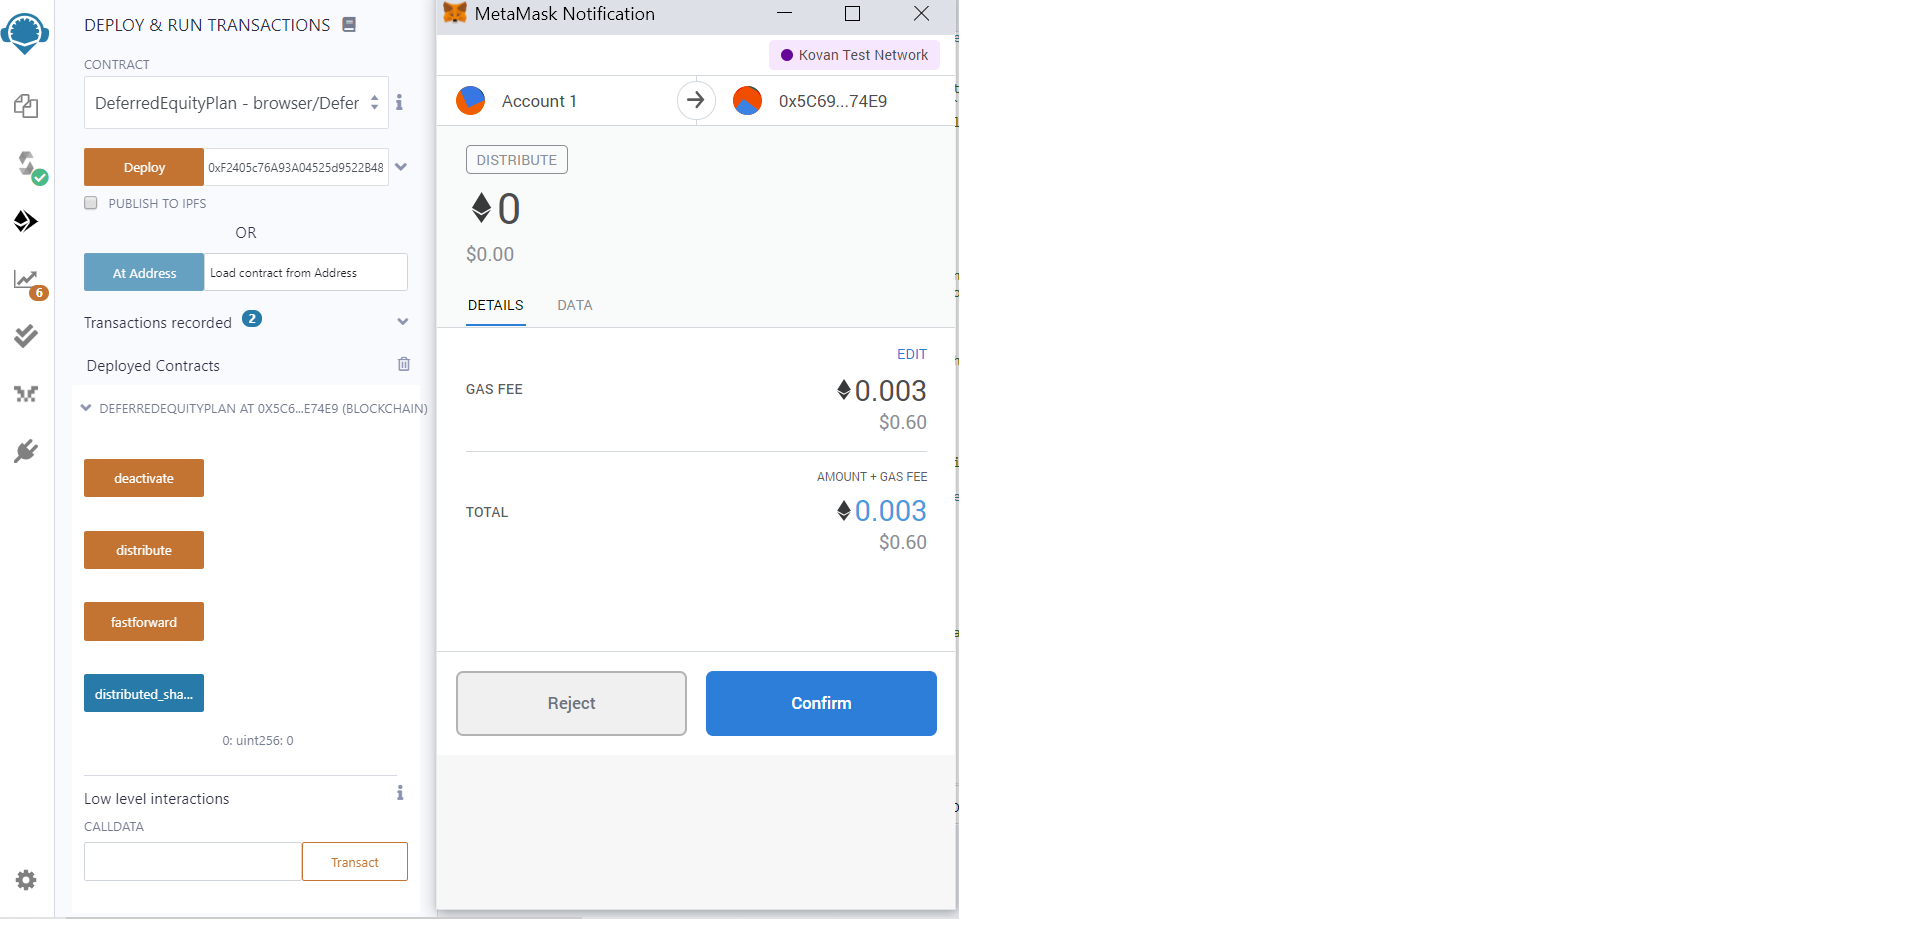 DEPLOY & RUN TRANSACTIONS
CONTRACT
DeferredEquityPlan - browser/Defer
Deploy
0xF2405c76A93A04525d9522B48
PUBLISH TO IPFS
OR
At Address
Load contract from Address
Transactions recorded 2
Deployed Contracts
DEFERREDEQUITYPLAN AT 0X5C6...E74E9 (BLOCKCHAIN)
deactivate
distribute
fastforward
distributed_sha...
0: uint256: 0
Low level interactions
CALLDATA
Transact
6
MetaMask Notification
Kovan Test Network
Account 1
0x5C69...74E9
DISTRIBUTE
0
$0.00
DETAILS
DATA
EDIT
GAS FEE
0.003
$0.60
AMOUNT + GAS FEE
TOTAL
0.003
$0.60
Reject
Confirm